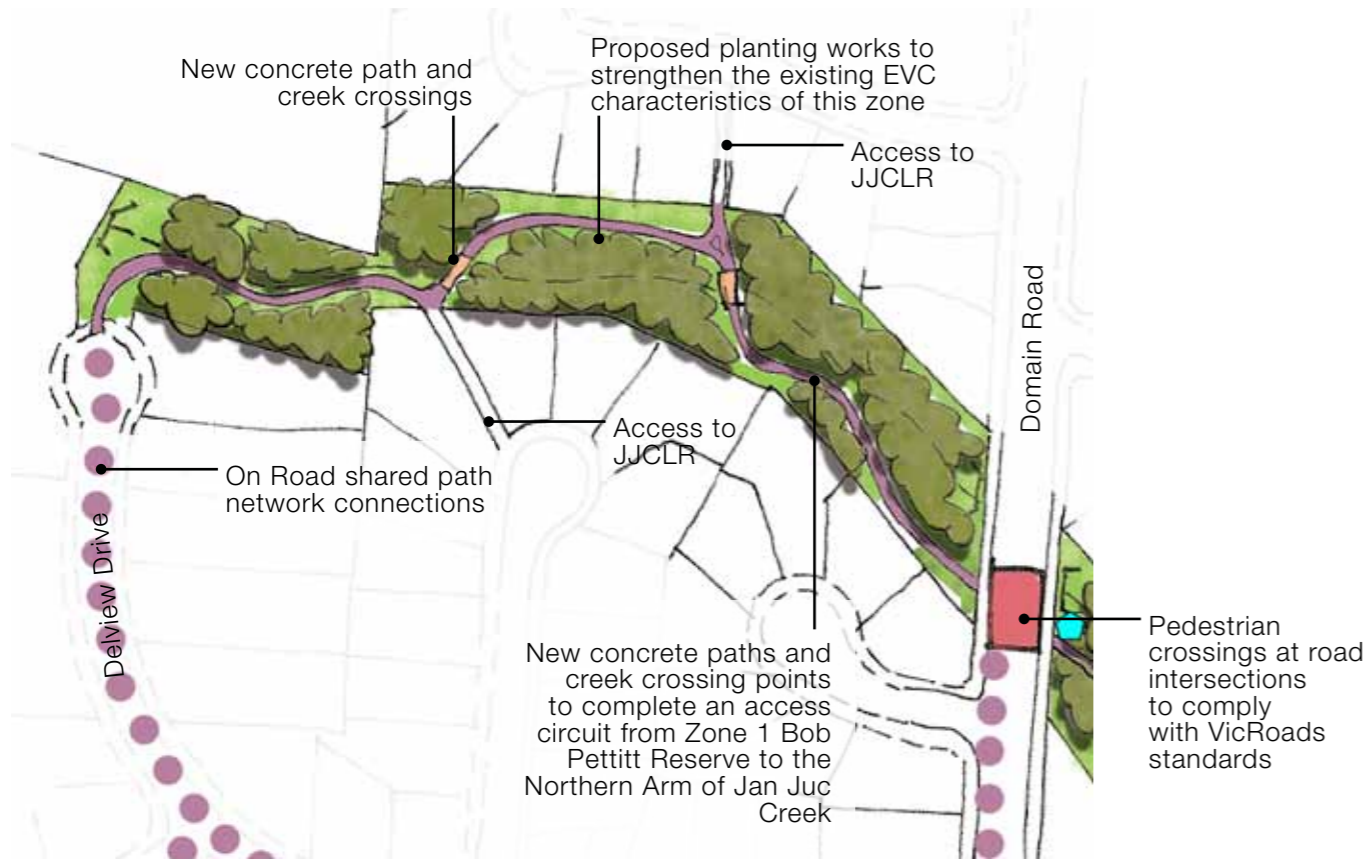 New concrete path and
creek crossings
Proposed planting works to
strengthen the existing EVC
characteristics of this zone
Access to
JJCLR
Domain Road
Access to
JJCLR
On Road shared path
network connections
Delview Drive
New concrete paths and
creek crossing points
to complete an access
circuit from Zone 1 Bob
Pettitt Reserve to the
Northern Arm of Jan Juc
Creek
Pedestrian
crossings at road
intersections
to comply
with VicRoads
standards